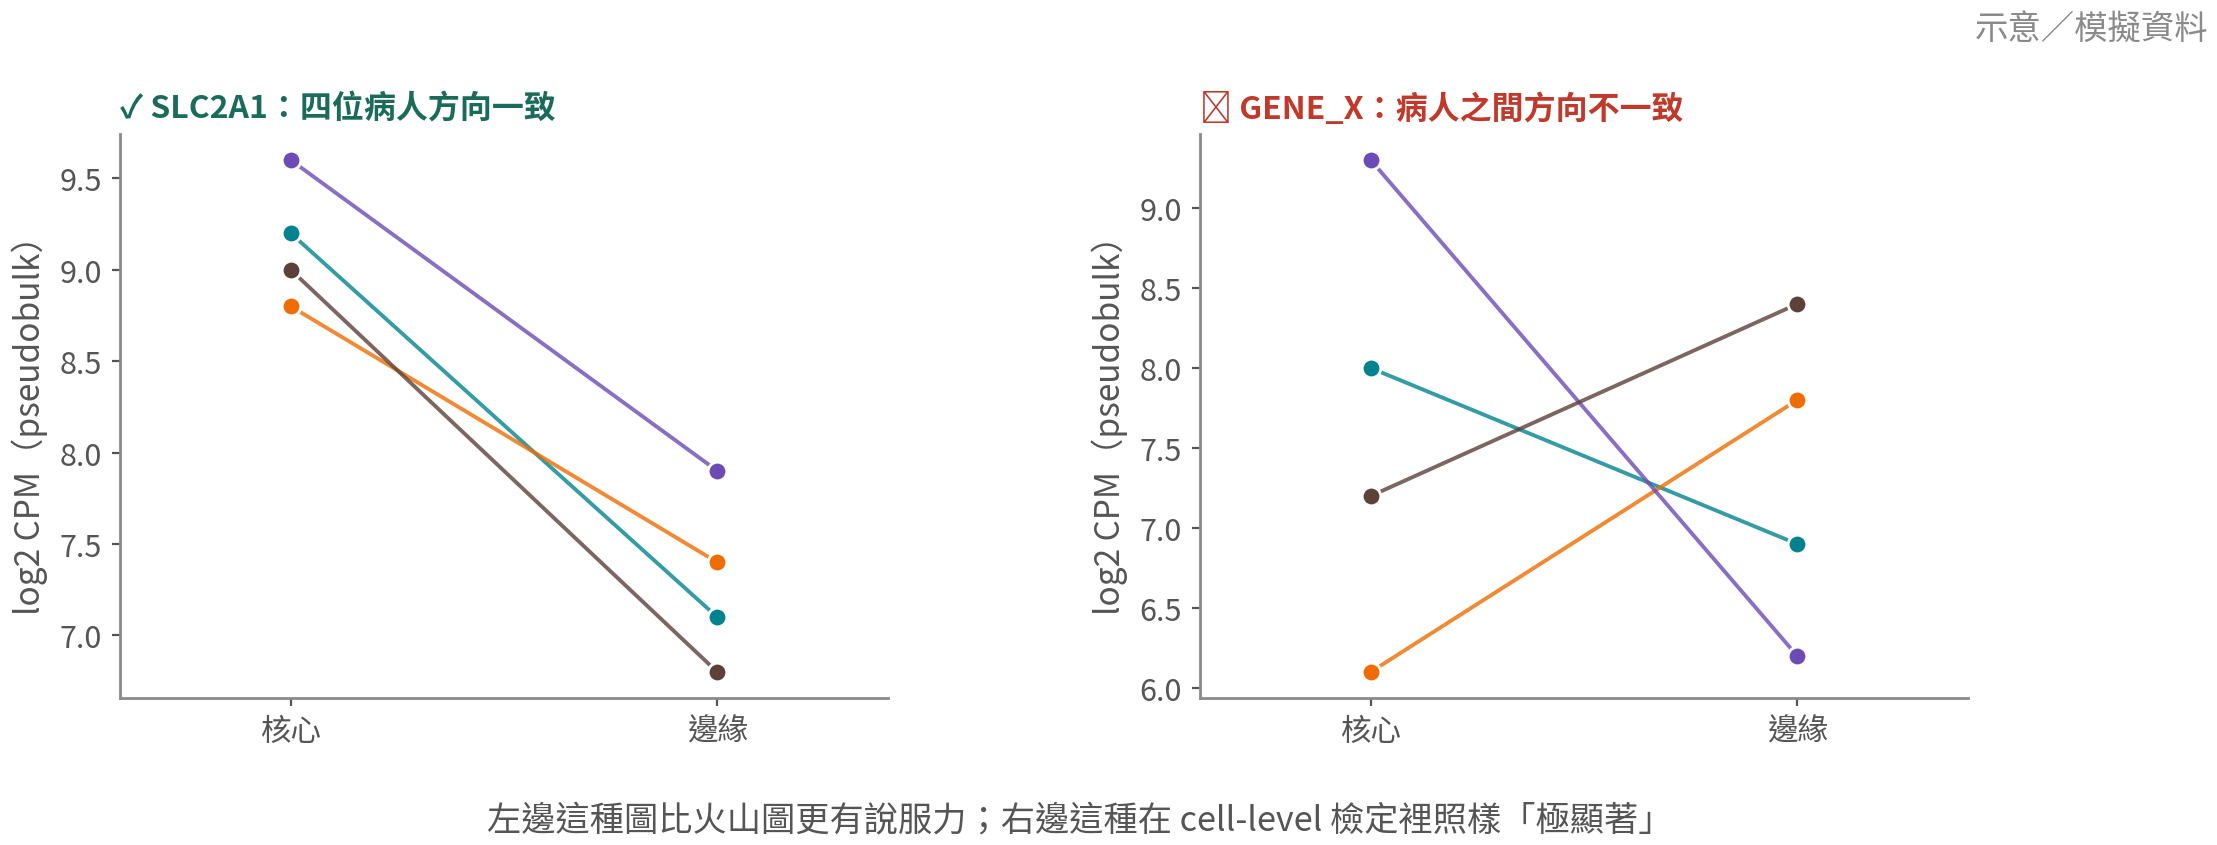 示意／模擬資料
✓ SLC2A1：四位病人方向一致
log2 CPM（pseudobulk）
9.5
9.0
8.5
8.0
7.5
7.0
核心
邊緣
GENE_X：病人之間方向不一致
log2 CPM（pseudobulk）
9.0
8.5
8.0
7.5
7.0
6.5
6.0
核心
邊緣
左邊這種圖比火山圖更有說服力；右邊這種在 cell-level 檢定裡照樣「極顯著」